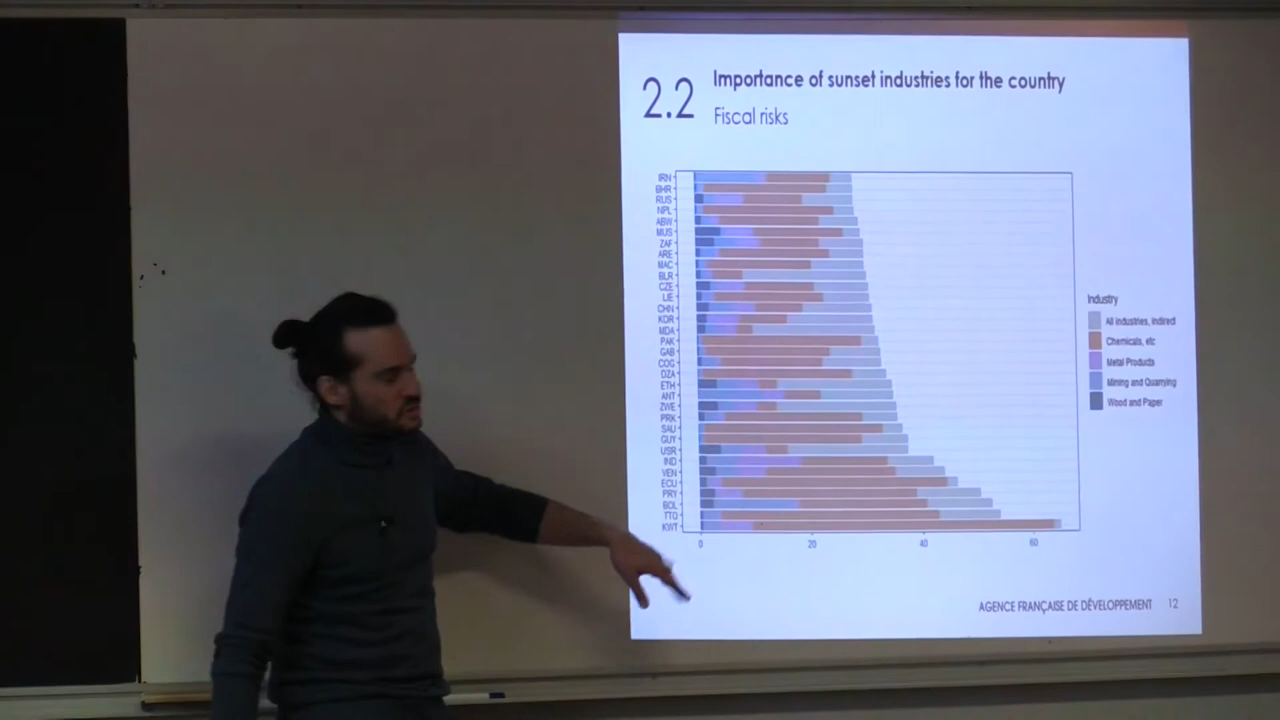 2.2
Importance of sunset industries for the country
Fiscal risks
IRN
BHR
RUS
NPL
ABW
MUS
ZAF
ARE
MAC
BLR
CZE
LIE
CHN
KOR
MDA
PAK
GAB
COG
DZA
ETH
ANT
ZWE
PRK
SAU
GUY
USR
IND
VEN
ECU
PRY
BOL
TTO
KWT
0 20 40 60
Industry
All industries, indirect
Chemicals, etc
Metal Products
Mining and Quarrying
Wood and Paper
AGENCE FRANÇAISE DE DÉVELOPPEMENT 12